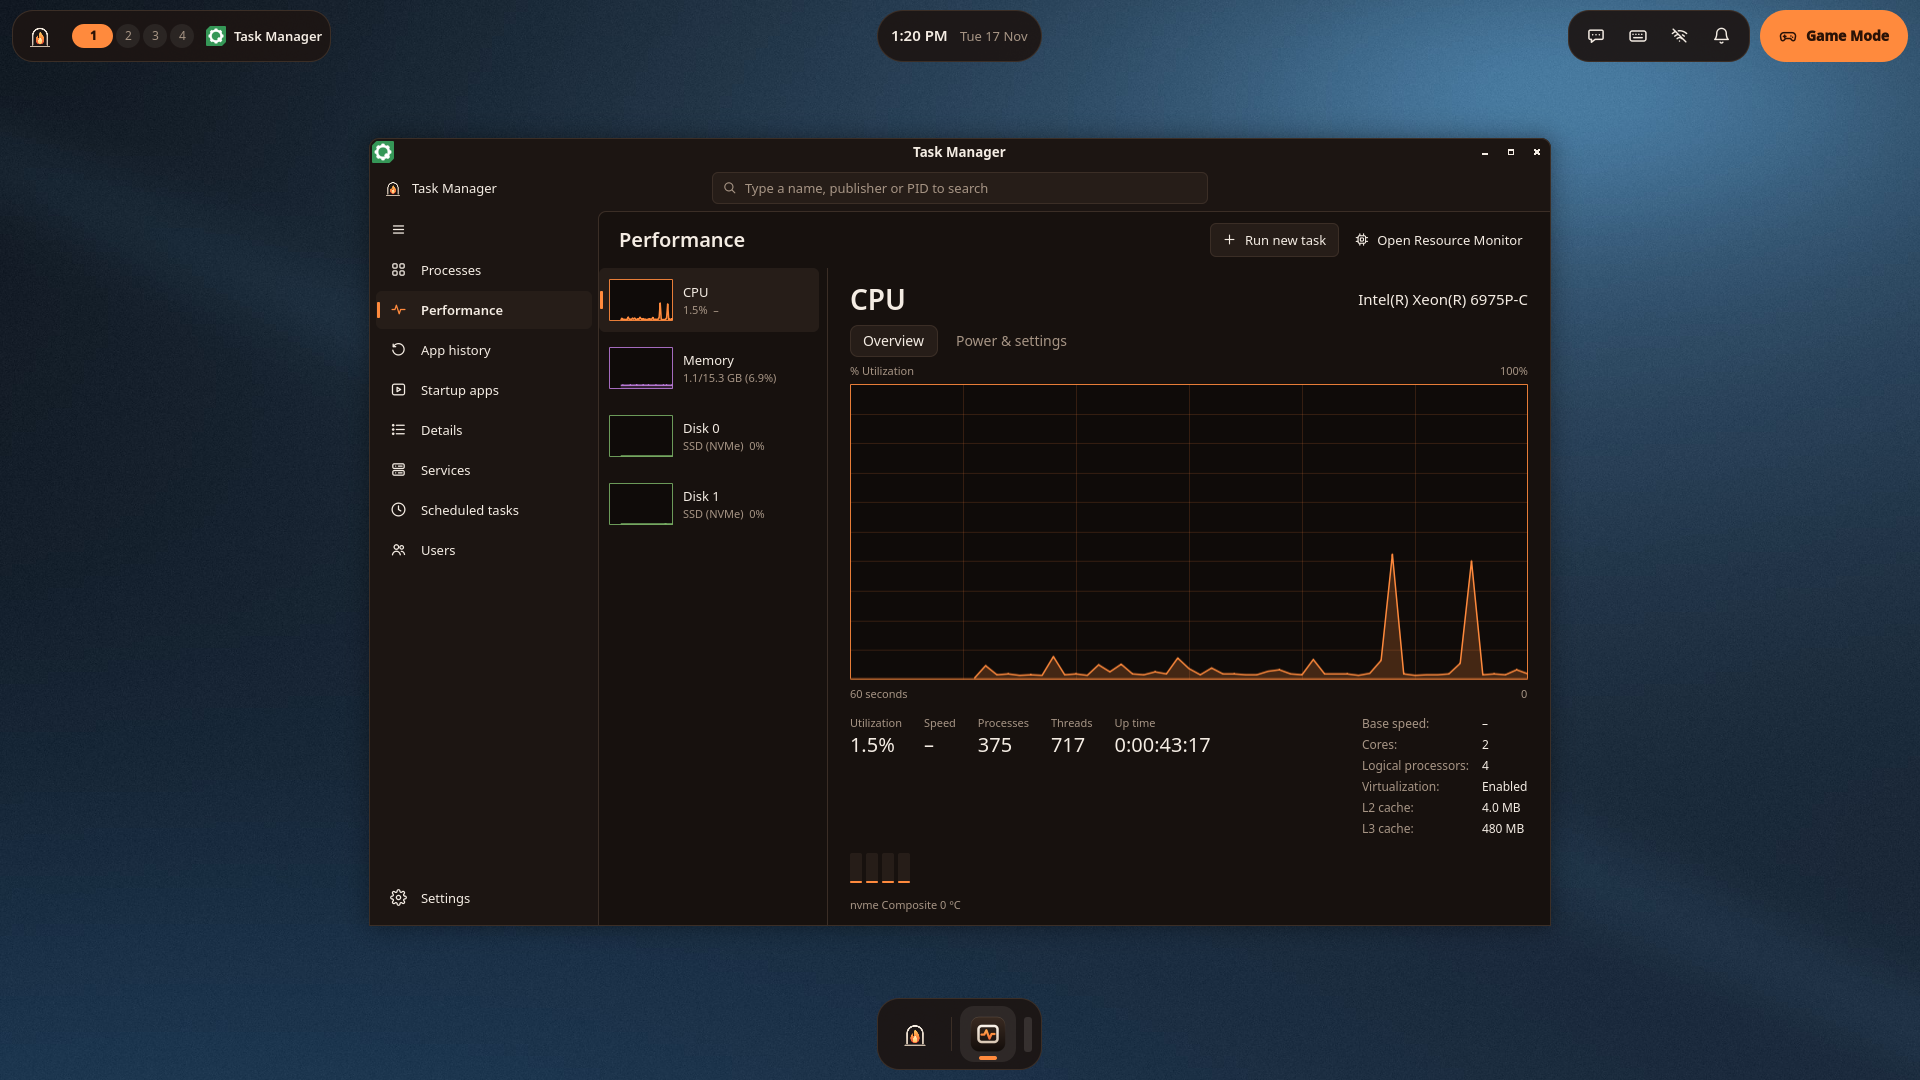 1 2 3 4 Task Manager
1:20 PM Tue 17 Nov
Game Mode
Task Manager
Task Manager
Type a name, publisher or PID to search
Processes
Performance
App history
Startup apps
Details
Services
Scheduled tasks
Users
Settings
Performance
Run new task
Open Resource Monitor
CPU
1.5% –
Memory
1.1/15.3 GB (6.9%)
Disk 0
SSD (NVMe) 0%
Disk 1
SSD (NVMe) 0%
CPU
Intel(R) Xeon(R) 6975P-C
Overview
Power & settings
% Utilization
100%
60 seconds
0
Utilization Speed Processes Threads Up time
1.5% – 375 717 0:00:43:17
Base speed: –
Cores: 2
Logical processors: 4
Virtualization: Enabled
L2 cache: 4.0 MB
L3 cache: 480 MB
nvme Composite 0 °C